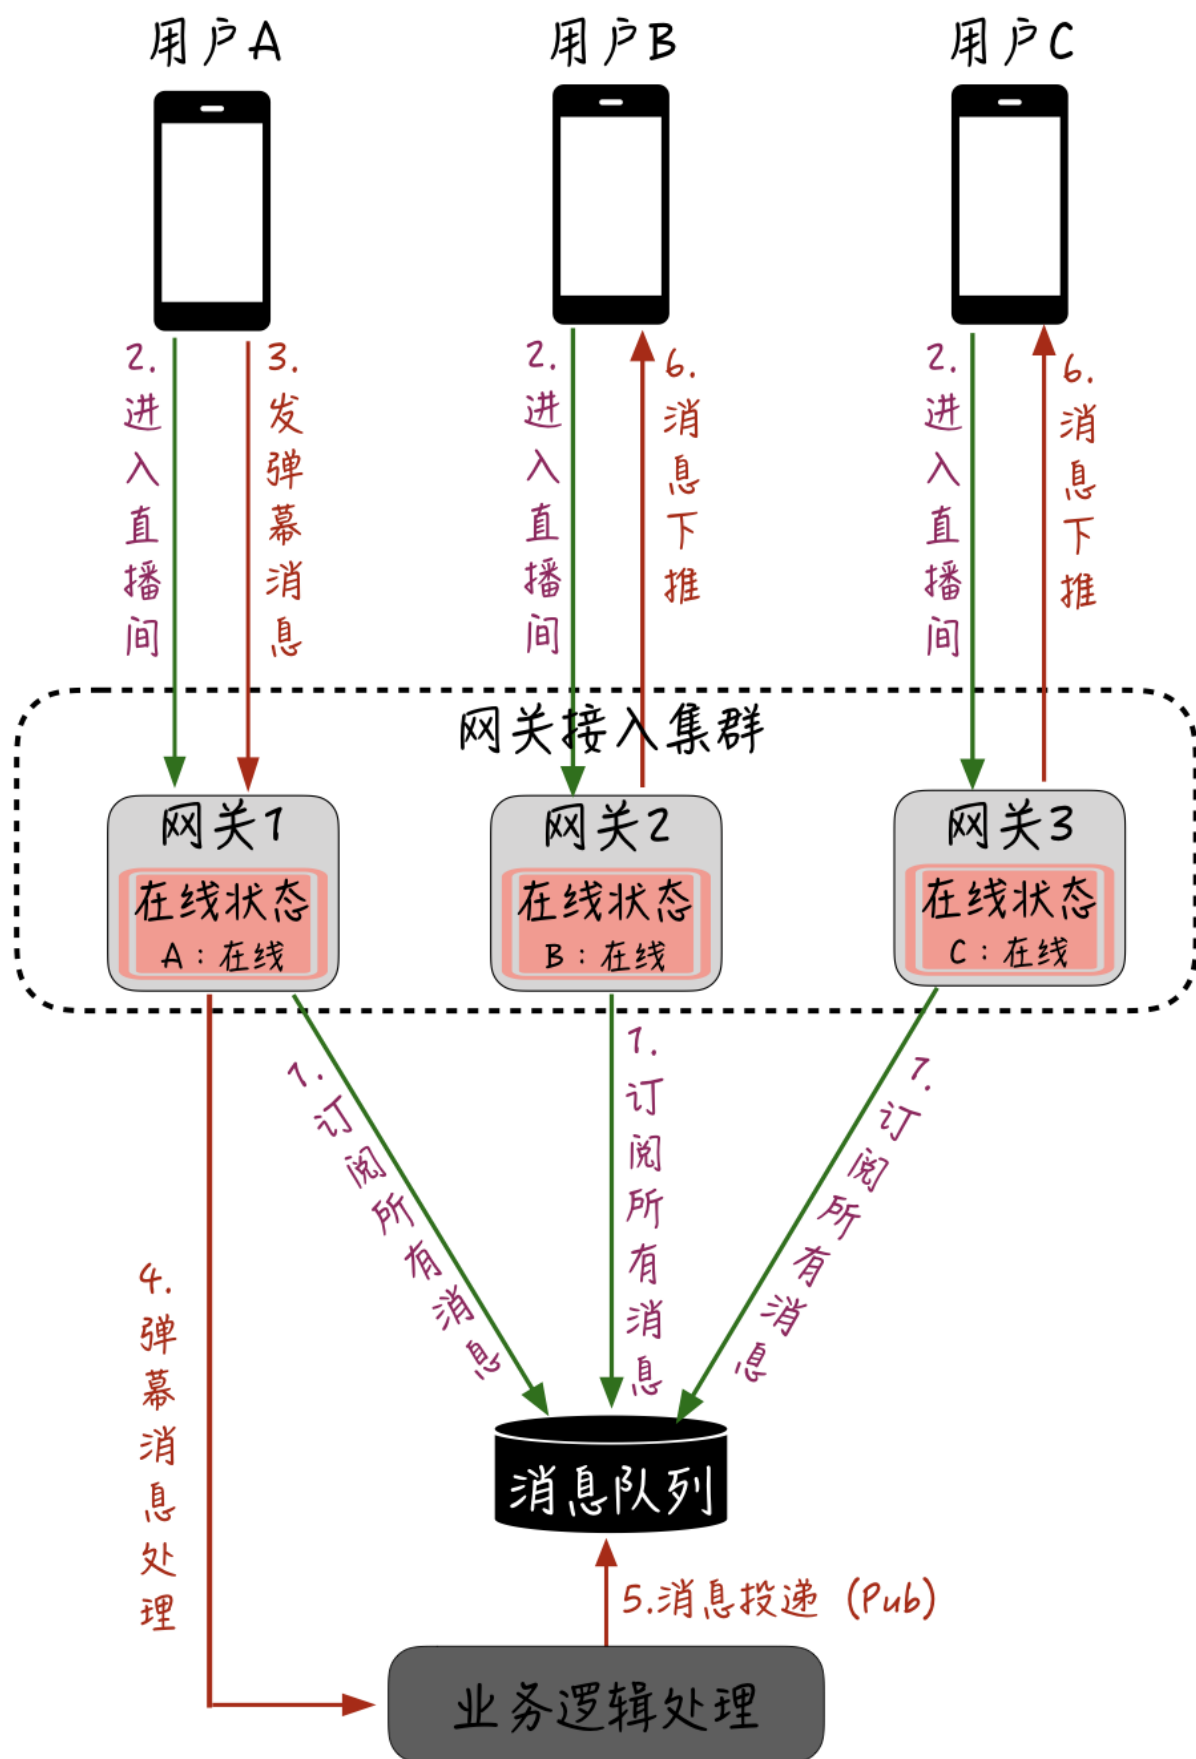 用户A
用户B
用户C
2.进入直播间
3.发弹幕消息
2.进入直播间
6.消息下推
2.进入直播间
6.消息下推
网关接入集群
网关1
在线状态
A:在线
网关2
在线状态
B:在线
网关3
在线状态
C:在线
1.订阅所有消息
1.订阅所有消息
1.订阅所有消息
4.弹幕消息处理
消息队列
5.消息投递 (Pub)
业务逻辑处理